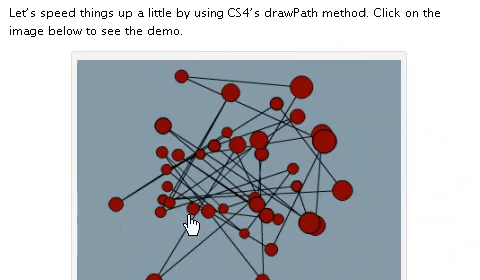 Let's speed things up a little by using CS4's drawPath method. Click on the
image below to see the demo.